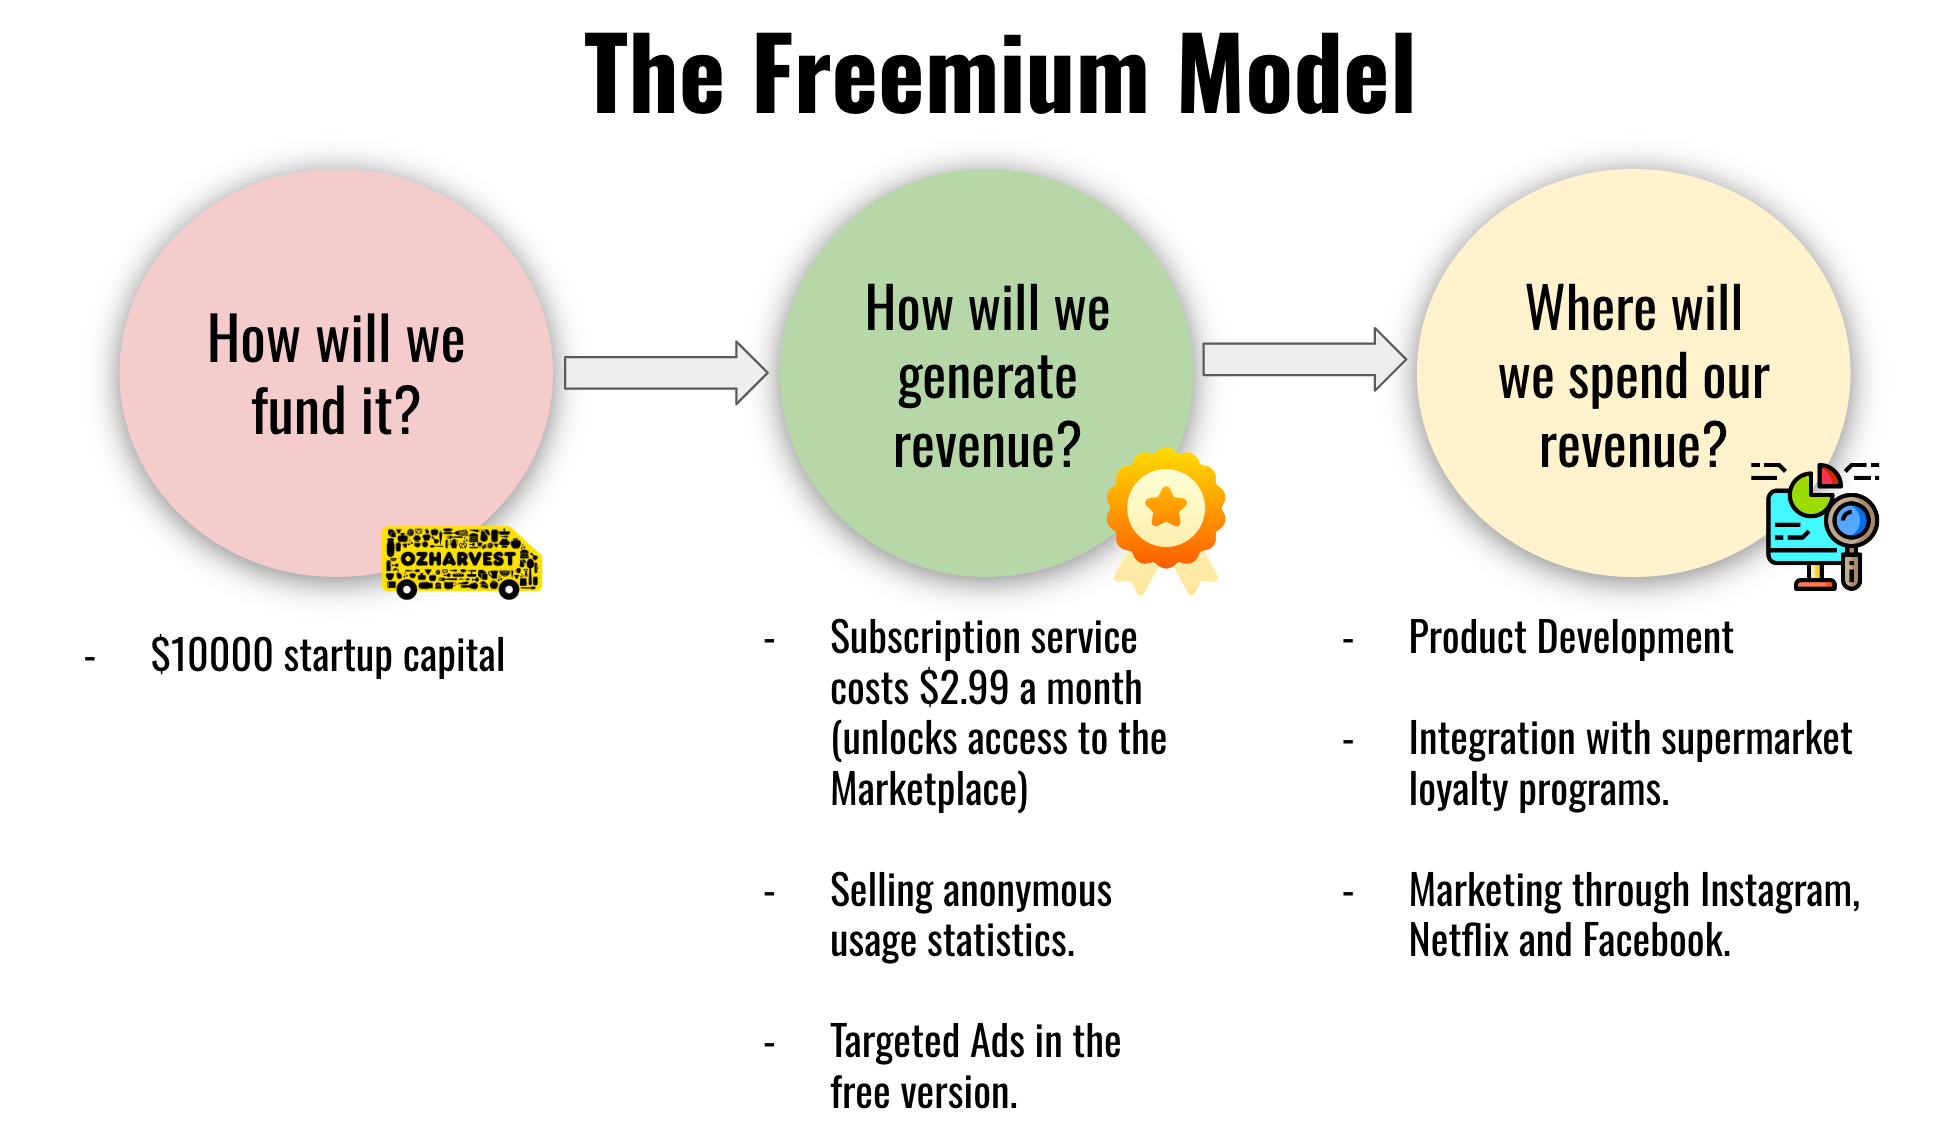 The Freemium Model
How will we
fund it?
OZHARVEST
- $10000 startup capital
How will we
generate
revenue?
- Subscription service
costs $2.99 a month
(unlocks access to the
Marketplace)
- Selling anonymous
usage statistics.
- Targeted Ads in the
free version.
Where will
we spend our
revenue?
- Product Development
- Integration with supermarket
loyalty programs.
- Marketing through Instagram,
Netflix and Facebook.